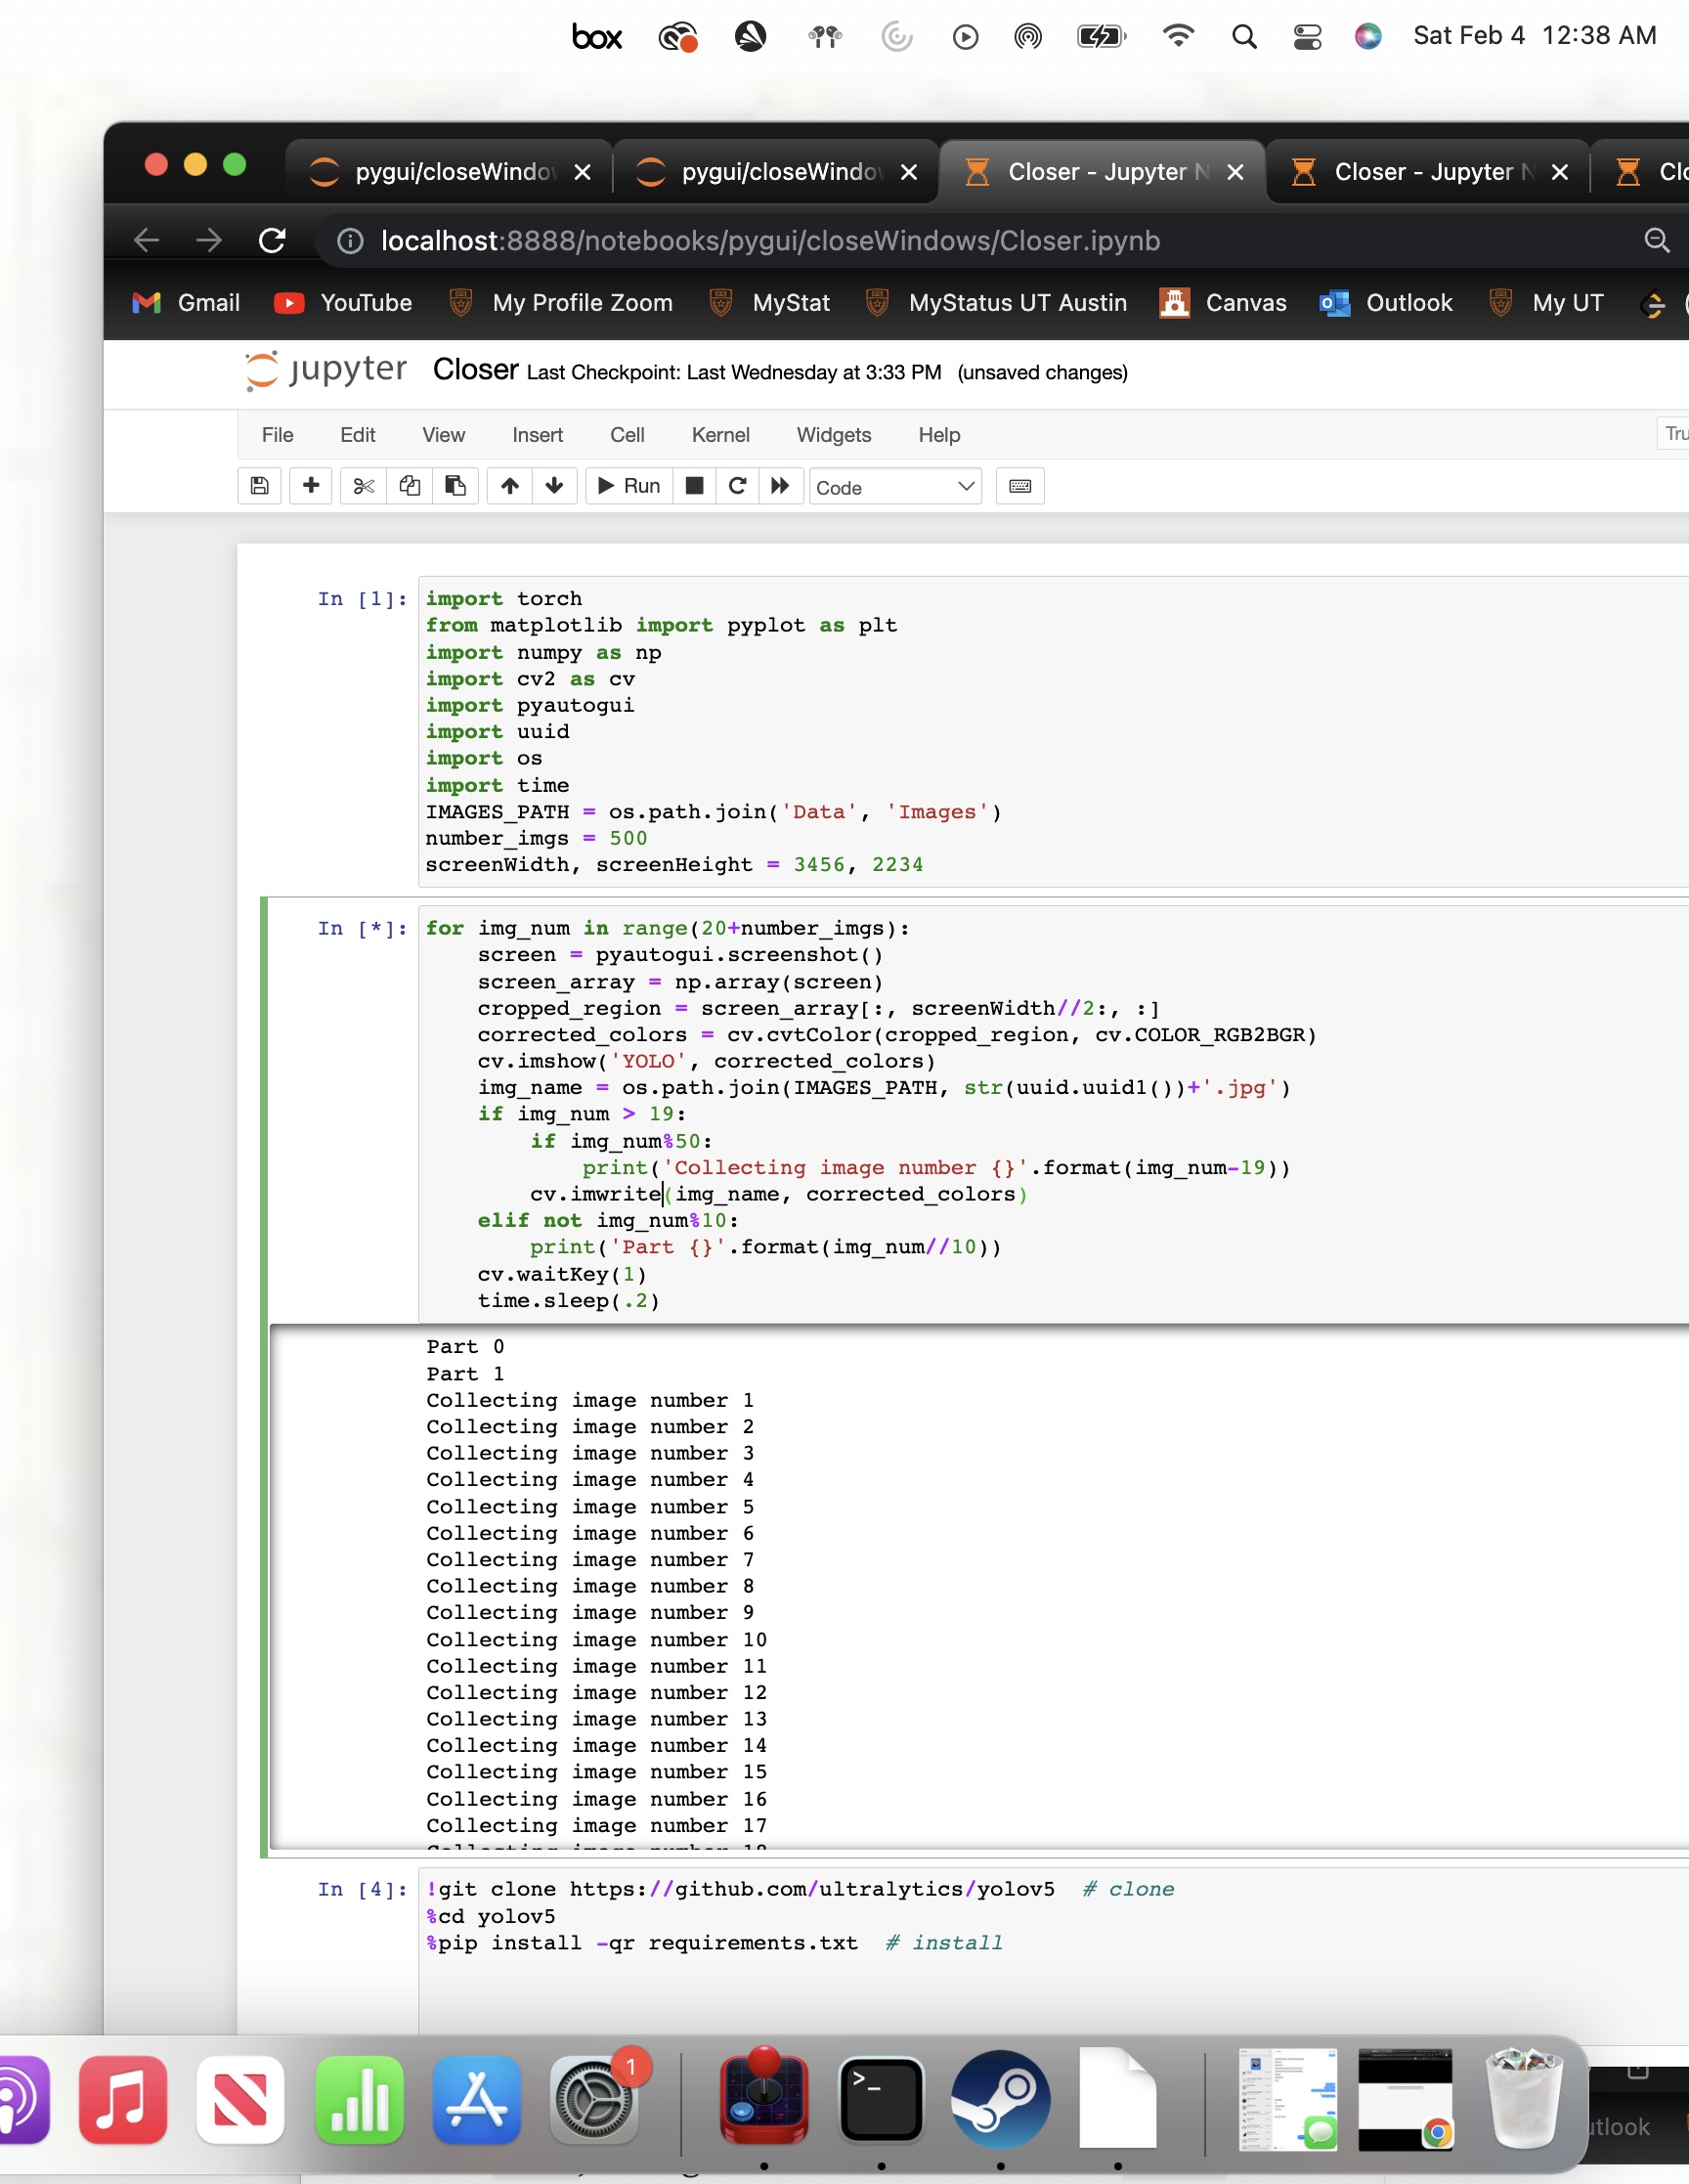 box Sat Feb 4 12:38 AM
pygui/closeWindow pygui/closeWindow Closer - Jupyter N Closer - Jupyter N Clo
localhost:8888/notebooks/pygui/closeWindows/Closer.ipynb
Gmail YouTube My Profile Zoom MyStat MyStatus UT Austin Canvas Outlook My UT
jupyter Closer Last Checkpoint: Last Wednesday at 3:33 PM (unsaved changes)
File Edit View Insert Cell Kernel Widgets Help Tru
Run Code
In [1]: import torch
from matplotlib import pyplot as plt
import numpy as np
import cv2 as cv
import pyautogui
import uuid
import os
import time
IMAGES_PATH = os.path.join('Data', 'Images')
number_imgs = 500
screenWidth, screenHeight = 3456, 2234
In [*]: for img_num in range(20+number_imgs):
screen = pyautogui.screenshot()
screen_array = np.array(screen)
cropped_region = screen_array[:, screenWidth//2:, :]
corrected_colors = cv.cvtColor(cropped_region, cv.COLOR_RGB2BGR)
cv.imshow('YOLO', corrected_colors)
img_name = os.path.join(IMAGES_PATH, str(uuid.uuid1())+'.jpg')
if img_num > 19:
if img_num%50:
print('Collecting image number {}'.format(img_num-19))
cv.imwrite(img_name, corrected_colors)
elif not img_num%10:
print('Part {}'.format(img_num//10))
cv.waitKey(1)
time.sleep(.2)
Part 0
Part 1
Collecting image number 1
Collecting image number 2
Collecting image number 3
Collecting image number 4
Collecting image number 5
Collecting image number 6
Collecting image number 7
Collecting image number 8
Collecting image number 9
Collecting image number 10
Collecting image number 11
Collecting image number 12
Collecting image number 13
Collecting image number 14
Collecting image number 15
Collecting image number 16
Collecting image number 17
Collecting image number 18
In [4]: !git clone https://github.com/ultralytics/yolov5 # clone
%cd yolov5
%pip install -qr requirements.txt # install
1
>_
utlook